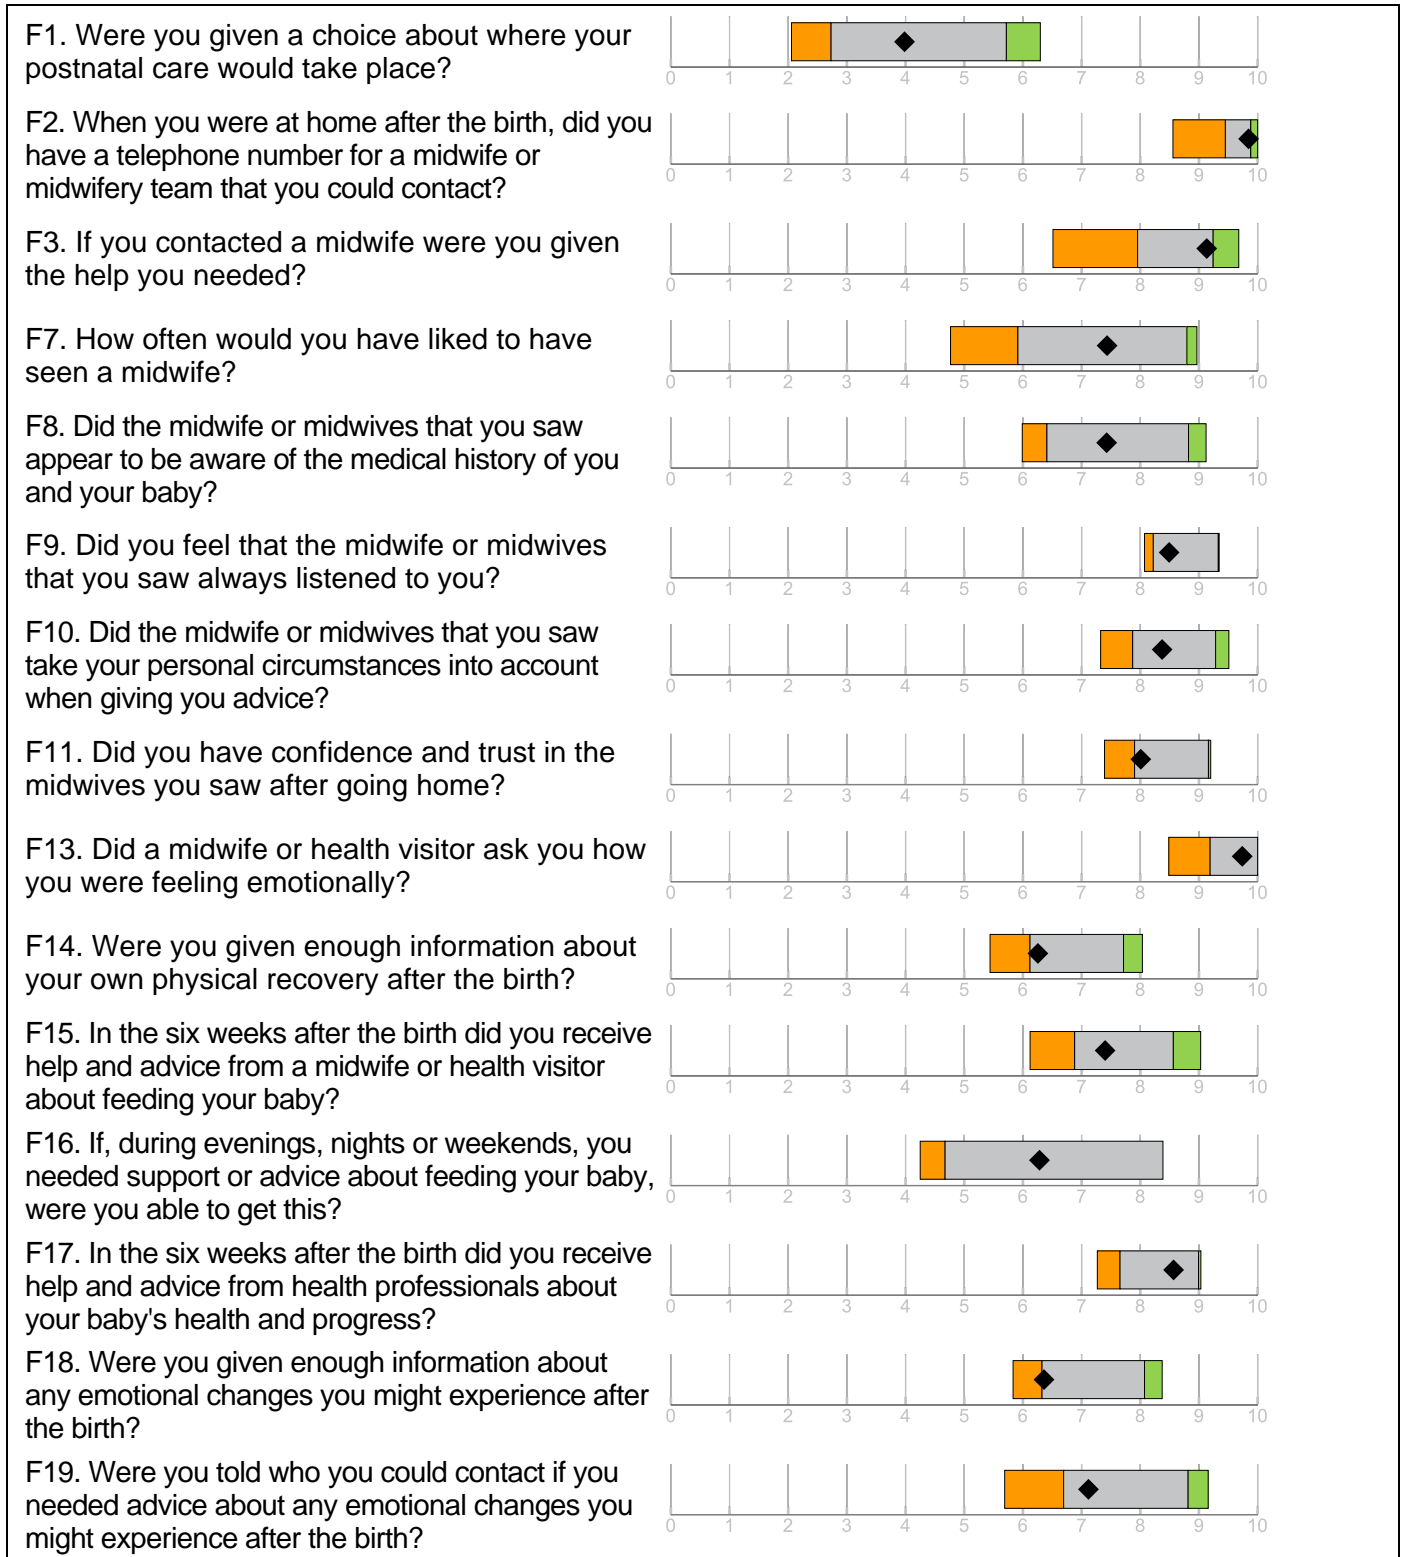 F1. Were you given a choice about where your
postnatal care would take place?
0 1 2 3 4 5 6 7 8 9 10
F2. When you were at home after the birth, did you
have a telephone number for a midwife or
midwifery team that you could contact?
0 1 2 3 4 5 6 7 8 9 10
F3. If you contacted a midwife were you given
the help you needed?
0 1 2 3 4 5 6 7 8 9 10
F7. How often would you have liked to have
seen a midwife?
0 1 2 3 4 5 6 7 8 9 10
F8. Did the midwife or midwives that you saw
appear to be aware of the medical history of you
and your baby?
0 1 2 3 4 5 6 7 8 9 10
F9. Did you feel that the midwife or midwives
that you saw always listened to you?
0 1 2 3 4 5 6 7 8 9 10
F10. Did the midwife or midwives that you saw
take your personal circumstances into account
when giving you advice?
0 1 2 3 4 5 6 7 8 9 10
F11. Did you have confidence and trust in the
midwives you saw after going home?
0 1 2 3 4 5 6 7 8 9 10
F13. Did a midwife or health visitor ask you how
you were feeling emotionally?
0 1 2 3 4 5 6 7 8 9 10
F14. Were you given enough information about
your own physical recovery after the birth?
0 1 2 3 4 5 6 7 8 9 10
F15. In the six weeks after the birth did you receive
help and advice from a midwife or health visitor
about feeding your baby?
0 1 2 3 4 5 6 7 8 9 10
F16. If, during evenings, nights or weekends, you
needed support or advice about feeding your baby,
were you able to get this?
0 1 2 3 4 5 6 7 8 9 10
F17. In the six weeks after the birth did you receive
help and advice from health professionals about
your baby's health and progress?
0 1 2 3 4 5 6 7 8 9 10
F18. Were you given enough information about
any emotional changes you might experience after
the birth?
0 1 2 3 4 5 6 7 8 9 10
F19. Were you told who you could contact if you
needed advice about any emotional changes you
might experience after the birth?
0 1 2 3 4 5 6 7 8 9 10